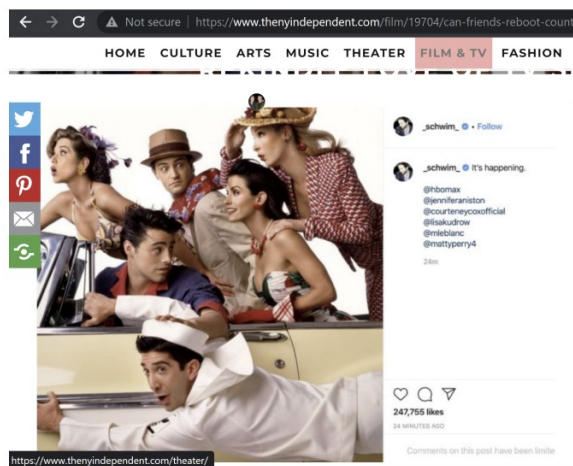 Not secure | https://www.thenyindependent.com/film/19704/can-friends-reboot-count
HOME CULTURE ARTS MUSIC THEATER FILM & TV FASHION
_schwim_ • Follow
_schwim_ It's happening.
@hbomax
@jenniferaniston
@courteneycoxofficial
@lisakudrow
@mleblanc
@mattyperry4
24m
247,755 likes
24 MINUTES AGO
Comments on this post have been limite
https://www.thenyindependent.com/theater/